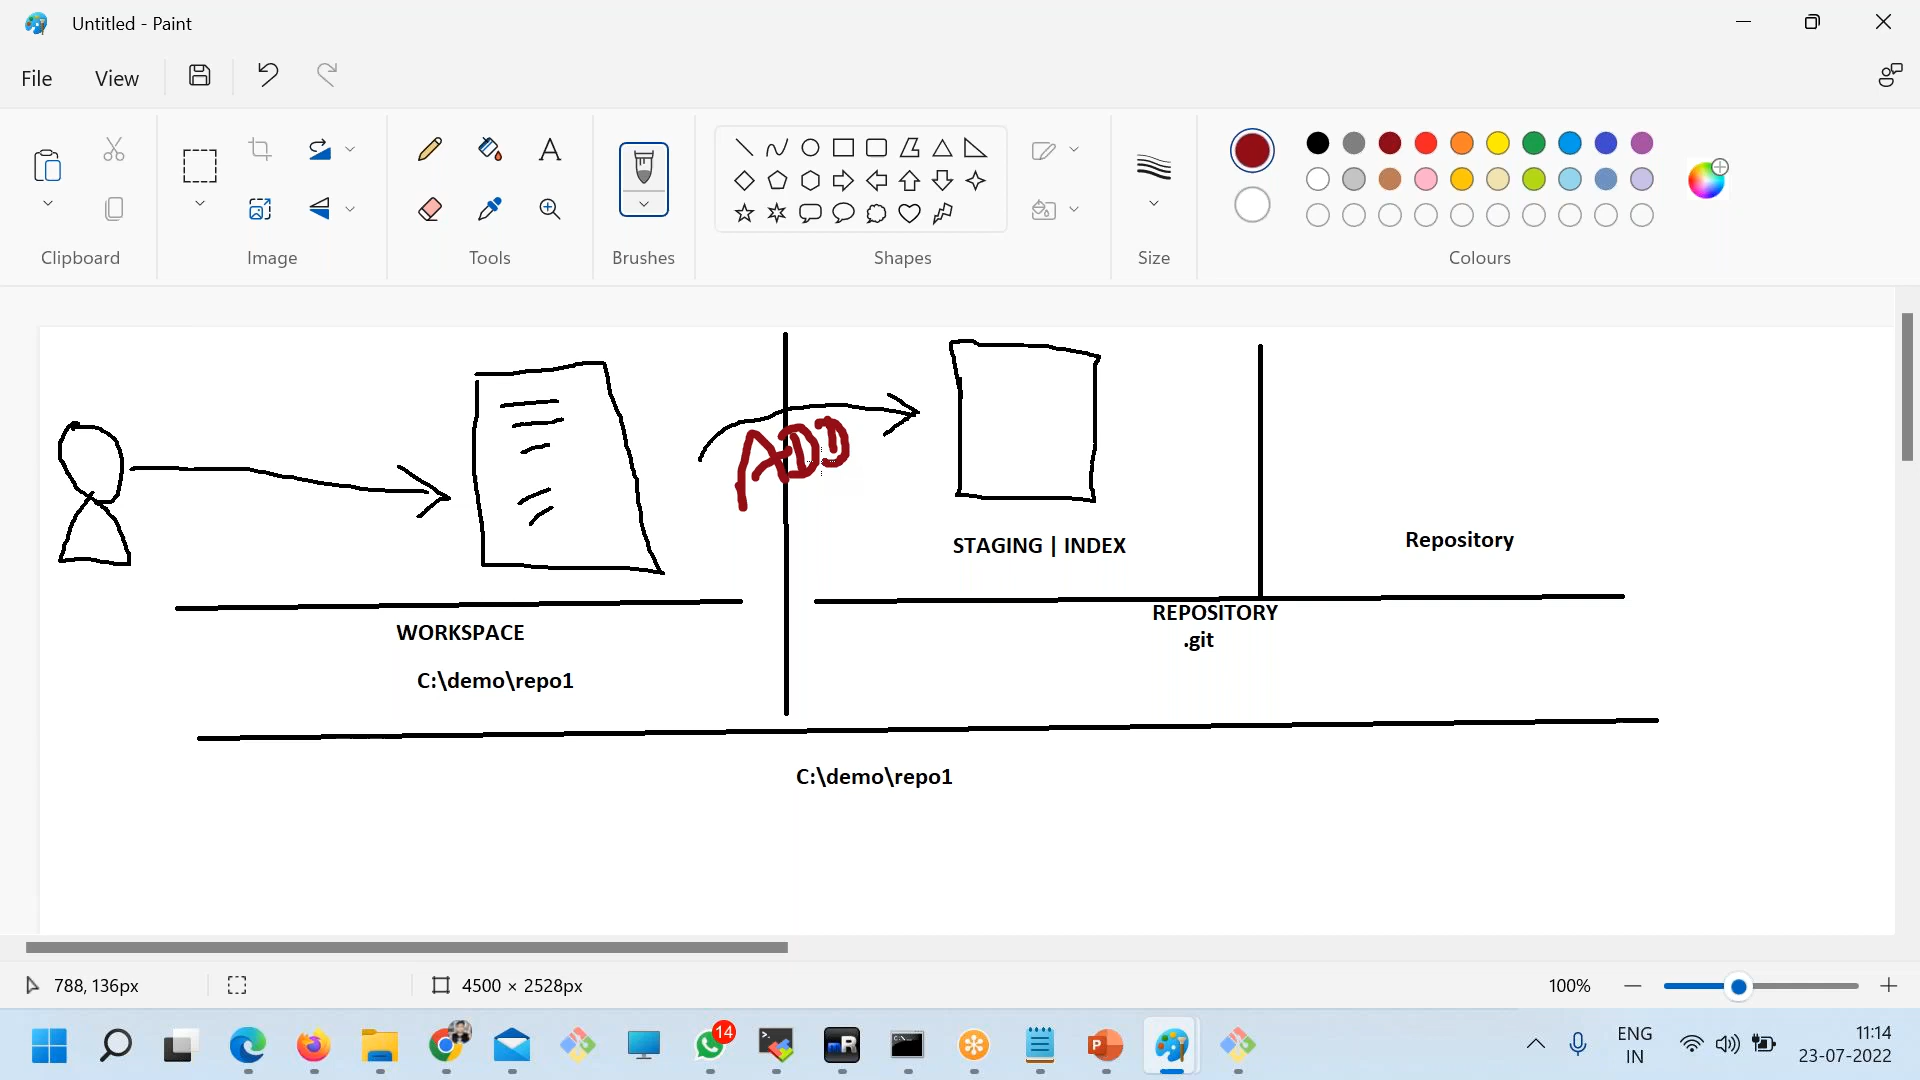 Untitled - Paint
File View
Clipboard Image Tools Brushes Shapes Size Colours
ADD
STAGING | INDEX
Repository
REPOSITORY
.git
WORKSPACE
C:\demo\repo1
C:\demo\repo1
788, 136px 4500 × 2528px 100%
14
ENG
IN
11:14
23-07-2022